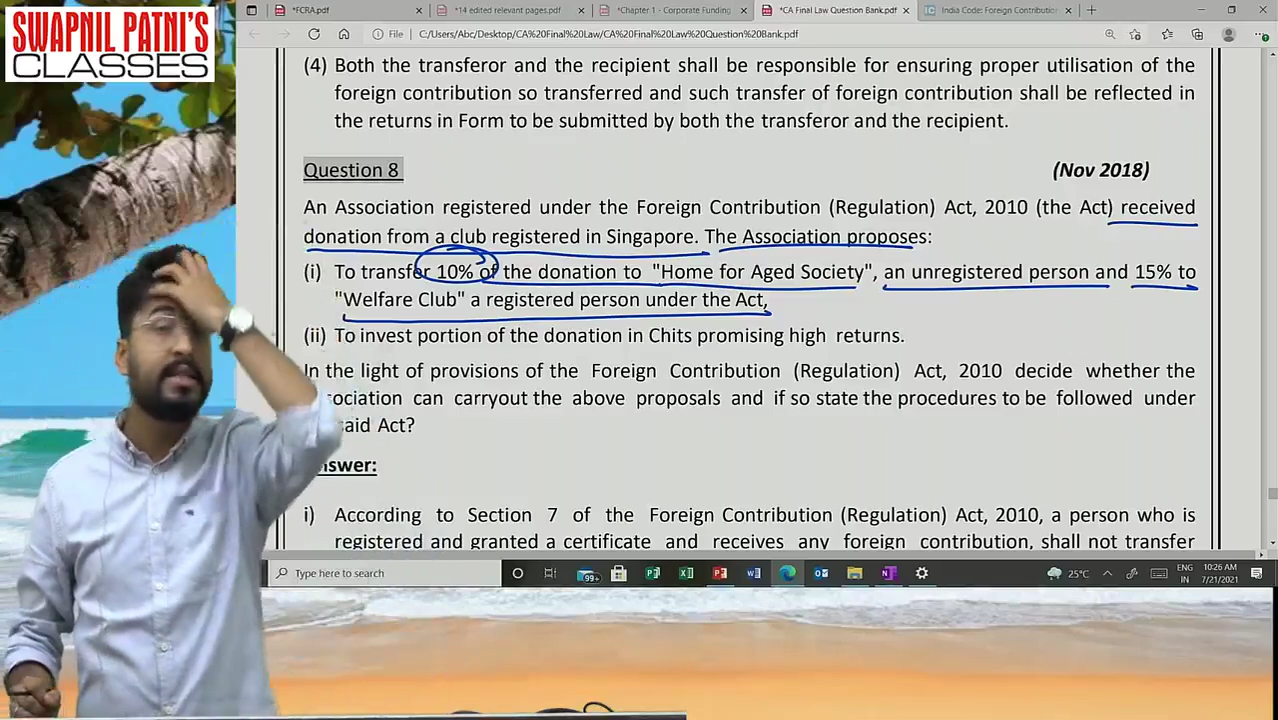 SWAPNIL PATNI'S
CLASSES
*FCRA.pdf
*14 edited relevant pages.pdf
*Chapter 1 - Corporate Funding
*CA Final Law Question Bank.pdf
India Code: Foreign Contribution
File
C:/Users/Abc/Desktop/CA%20Final%20Law/CA%20Final%20Law%20Question%20Bank.pdf
(4) Both the transferor and the recipient shall be responsible for ensuring proper utilisation of the
foreign contribution so transferred and such transfer of foreign contribution shall be reflected in
the returns in Form to be submitted by both the transferor and the recipient.
Question 8 (Nov 2018)
An Association registered under the Foreign Contribution (Regulation) Act, 2010 (the Act) received
donation from a club registered in Singapore. The Association proposes:
(i) To transfer 10% of the donation to "Home for Aged Society", an unregistered person and 15% to
"Welfare Club" a registered person under the Act,
(ii) To invest portion of the donation in Chits promising high returns.
In the light of provisions of the Foreign Contribution (Regulation) Act, 2010 decide whether the
sociation can carryout the above proposals and if so state the procedures to be followed under
said Act?
nswer:
i) According to Section 7 of the Foreign Contribution (Regulation) Act, 2010, a person who is
registered and granted a certificate and receives any foreign contribution, shall not transfer
Type here to search
99+
25°C
ENG
IN
10:26 AM
7/21/2021